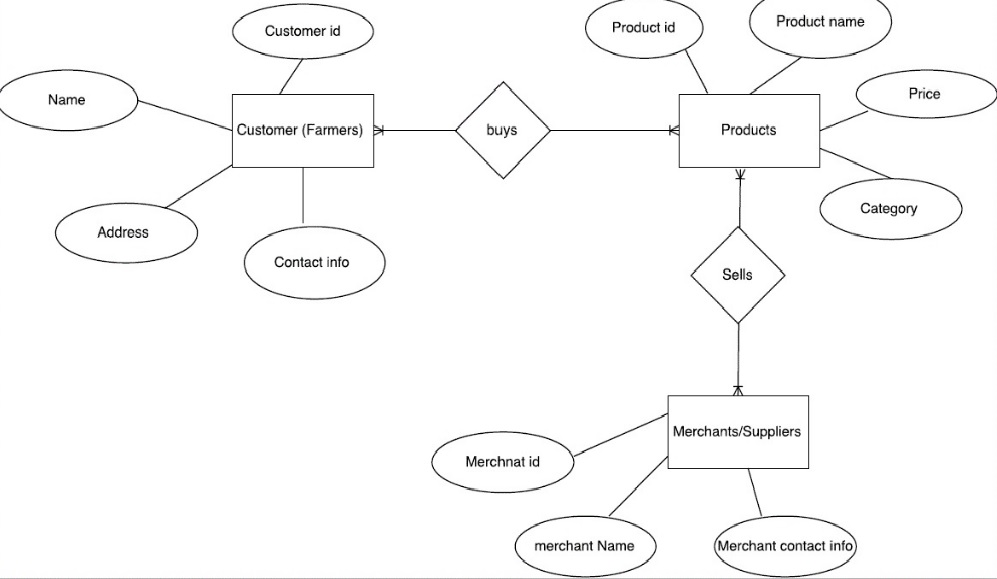 Customer id
Product id
Product name
Name
Customer (Farmers)
buys
Products
Price
Address
Contact info
Category
Sells
Merchants/Suppliers
Merchnat id
merchant Name
Merchant contact info